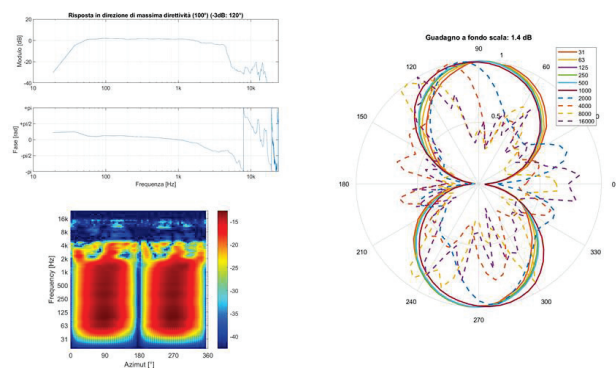 Risposta in direzione di massima direttività (100°) (-3dB: 120°)
Modulo [dB]
20
0
-20
-40
10
100
1k
10k
Fase [rad]
+pi
+pi/2
0
-pi/2
-pi
10
100
1k
10k
Frequenza [Hz]
Frequency [Hz]
16k
8k
4k
2k
1k
500
250
125
63
31
0
90
180
270
360
Azimut [°]
-15
-20
-25
-30
-35
-40
Guadagno a fondo scala: 1.4 dB
90
120
60
150
180
0
210
330
240
300
270
1
0.5
31
63
125
250
500
1000
2000
4000
8000
16000